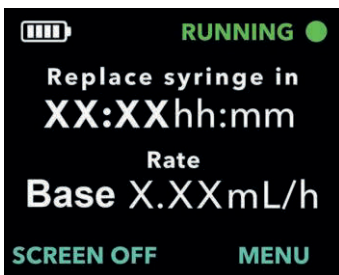 RUNNING
Replace syringe in
XX:XXhh:mm
Rate
Base X.XXmL/h
SCREEN OFF MENU